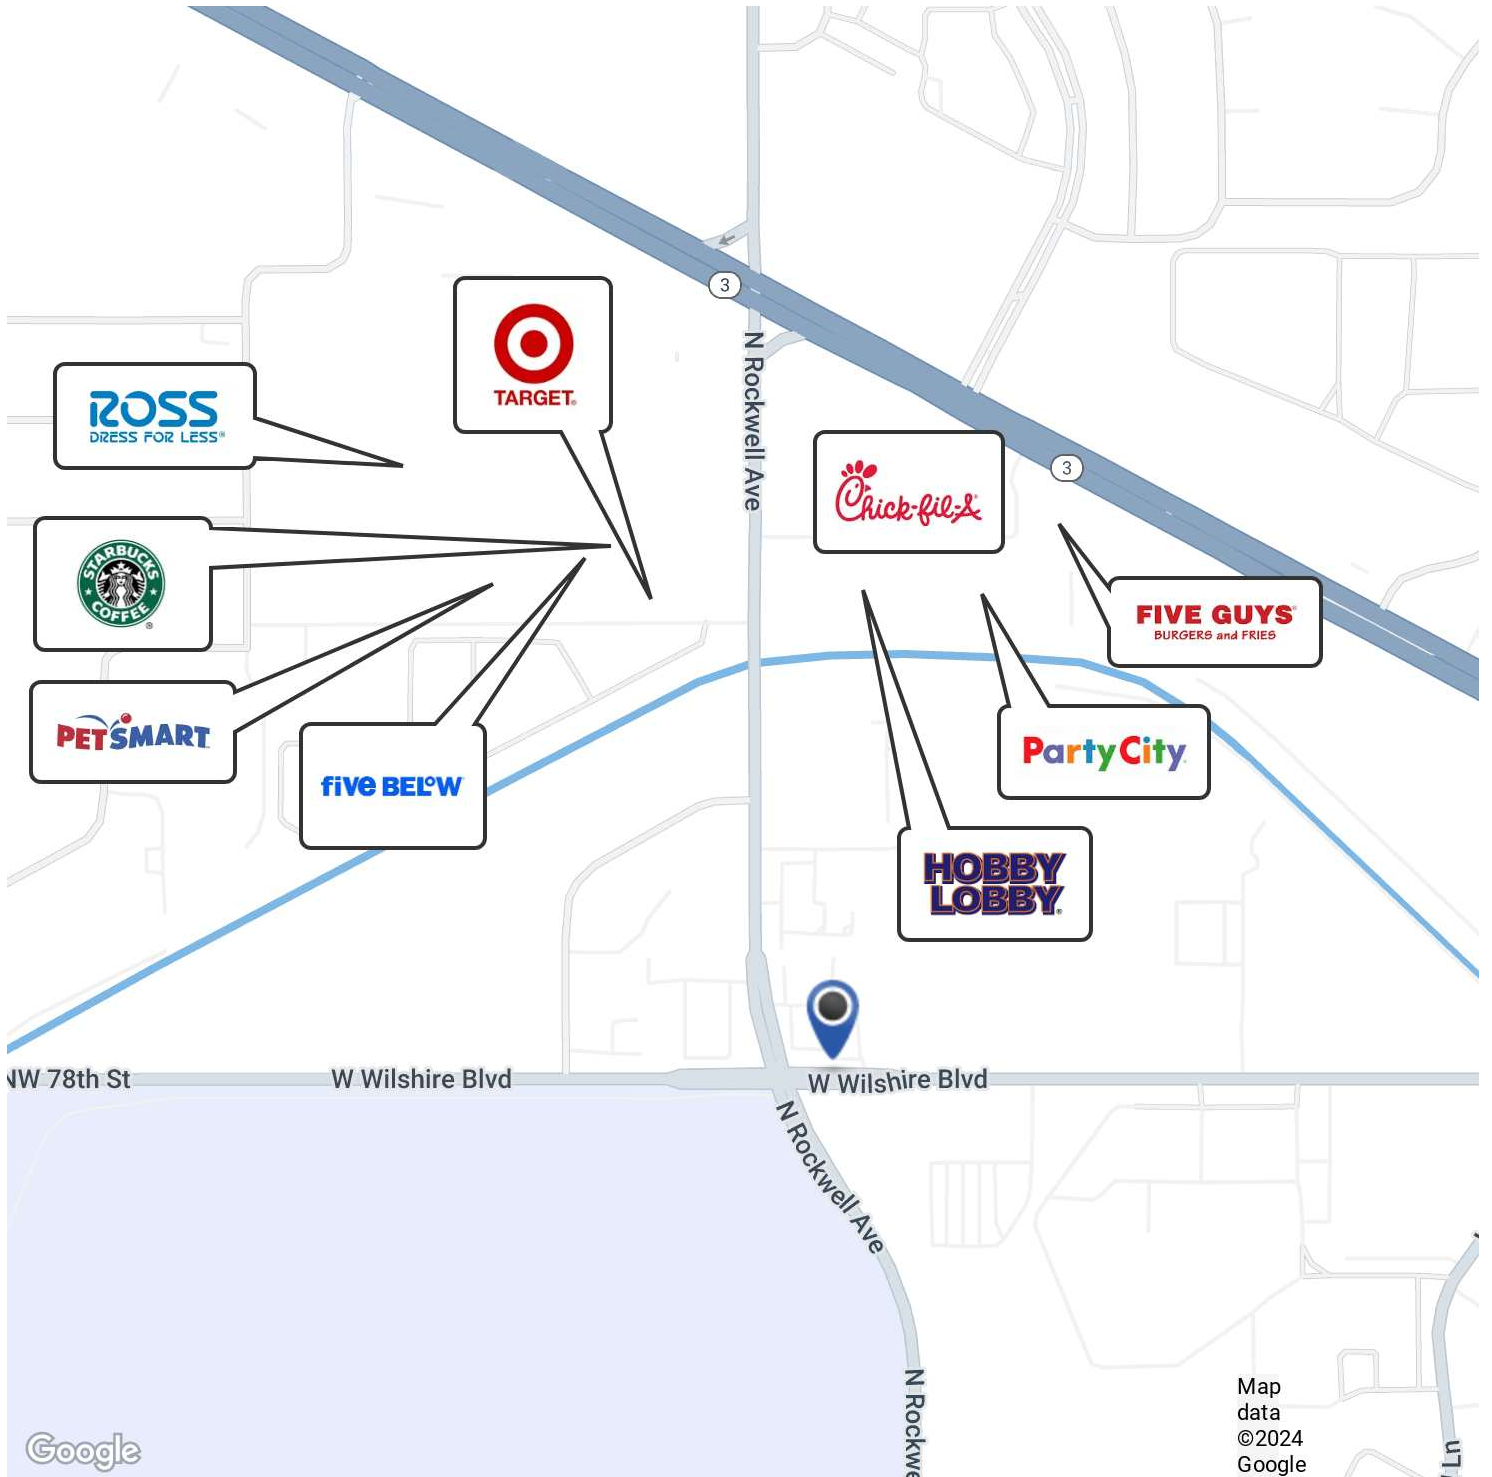 3
N Rockwell Ave
TARGET
ROSS
DRESS FOR LESS®
Chick-fil-A
3
STARBUCKS
COFFEE
®
FIVE GUYS®
BURGERS and FRIES
PETSMART
Party City
five BELOW
HOBBY
LOBBY®
NW 78th St
W Wilshire Blvd
W Wilshire Blvd
N Rockwell Ave
N Rockwe
Map
data
©2024
Google
Google
Ln